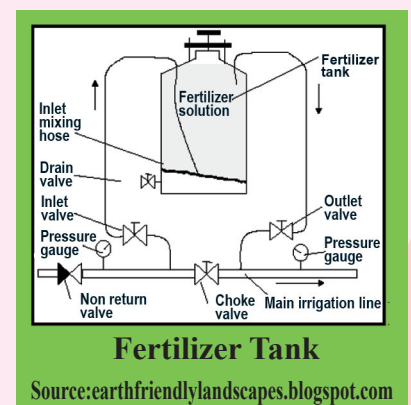 Fertilizer
tank
Fertilizer
solution
Inlet
mixing
hose
Drain
valve
Inlet
valve
Outlet
valve
Pressure
gauge
Pressure
gauge
Non return
valve
Choke
valve
Main irrigation line
Fertilizer Tank
Source:earthfriendlylandscapes.blogspot.com